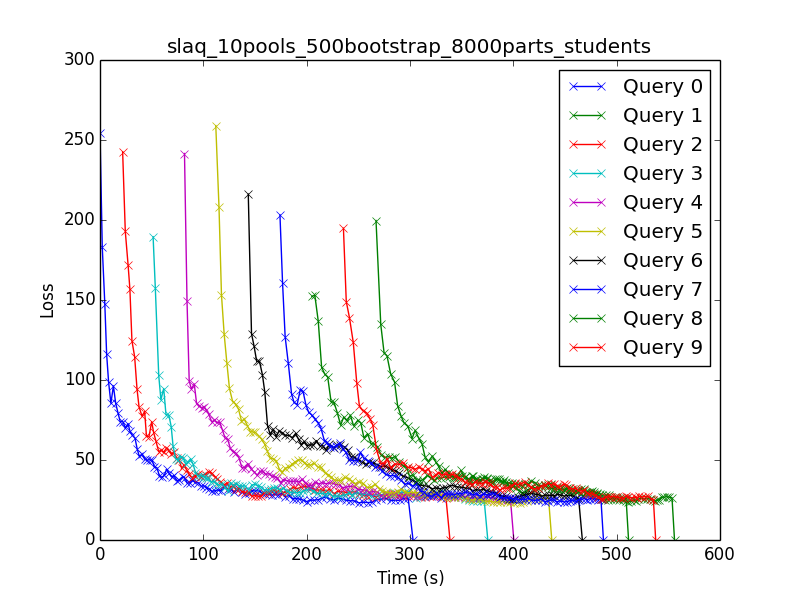 slaq_10pools_500bootstrap_8000parts_students
300
250
200
150
100
50
0
Loss
0 100 200 300 400 500 600
Time (s)
Query 0
Query 1
Query 2
Query 3
Query 4
Query 5
Query 6
Query 7
Query 8
Query 9